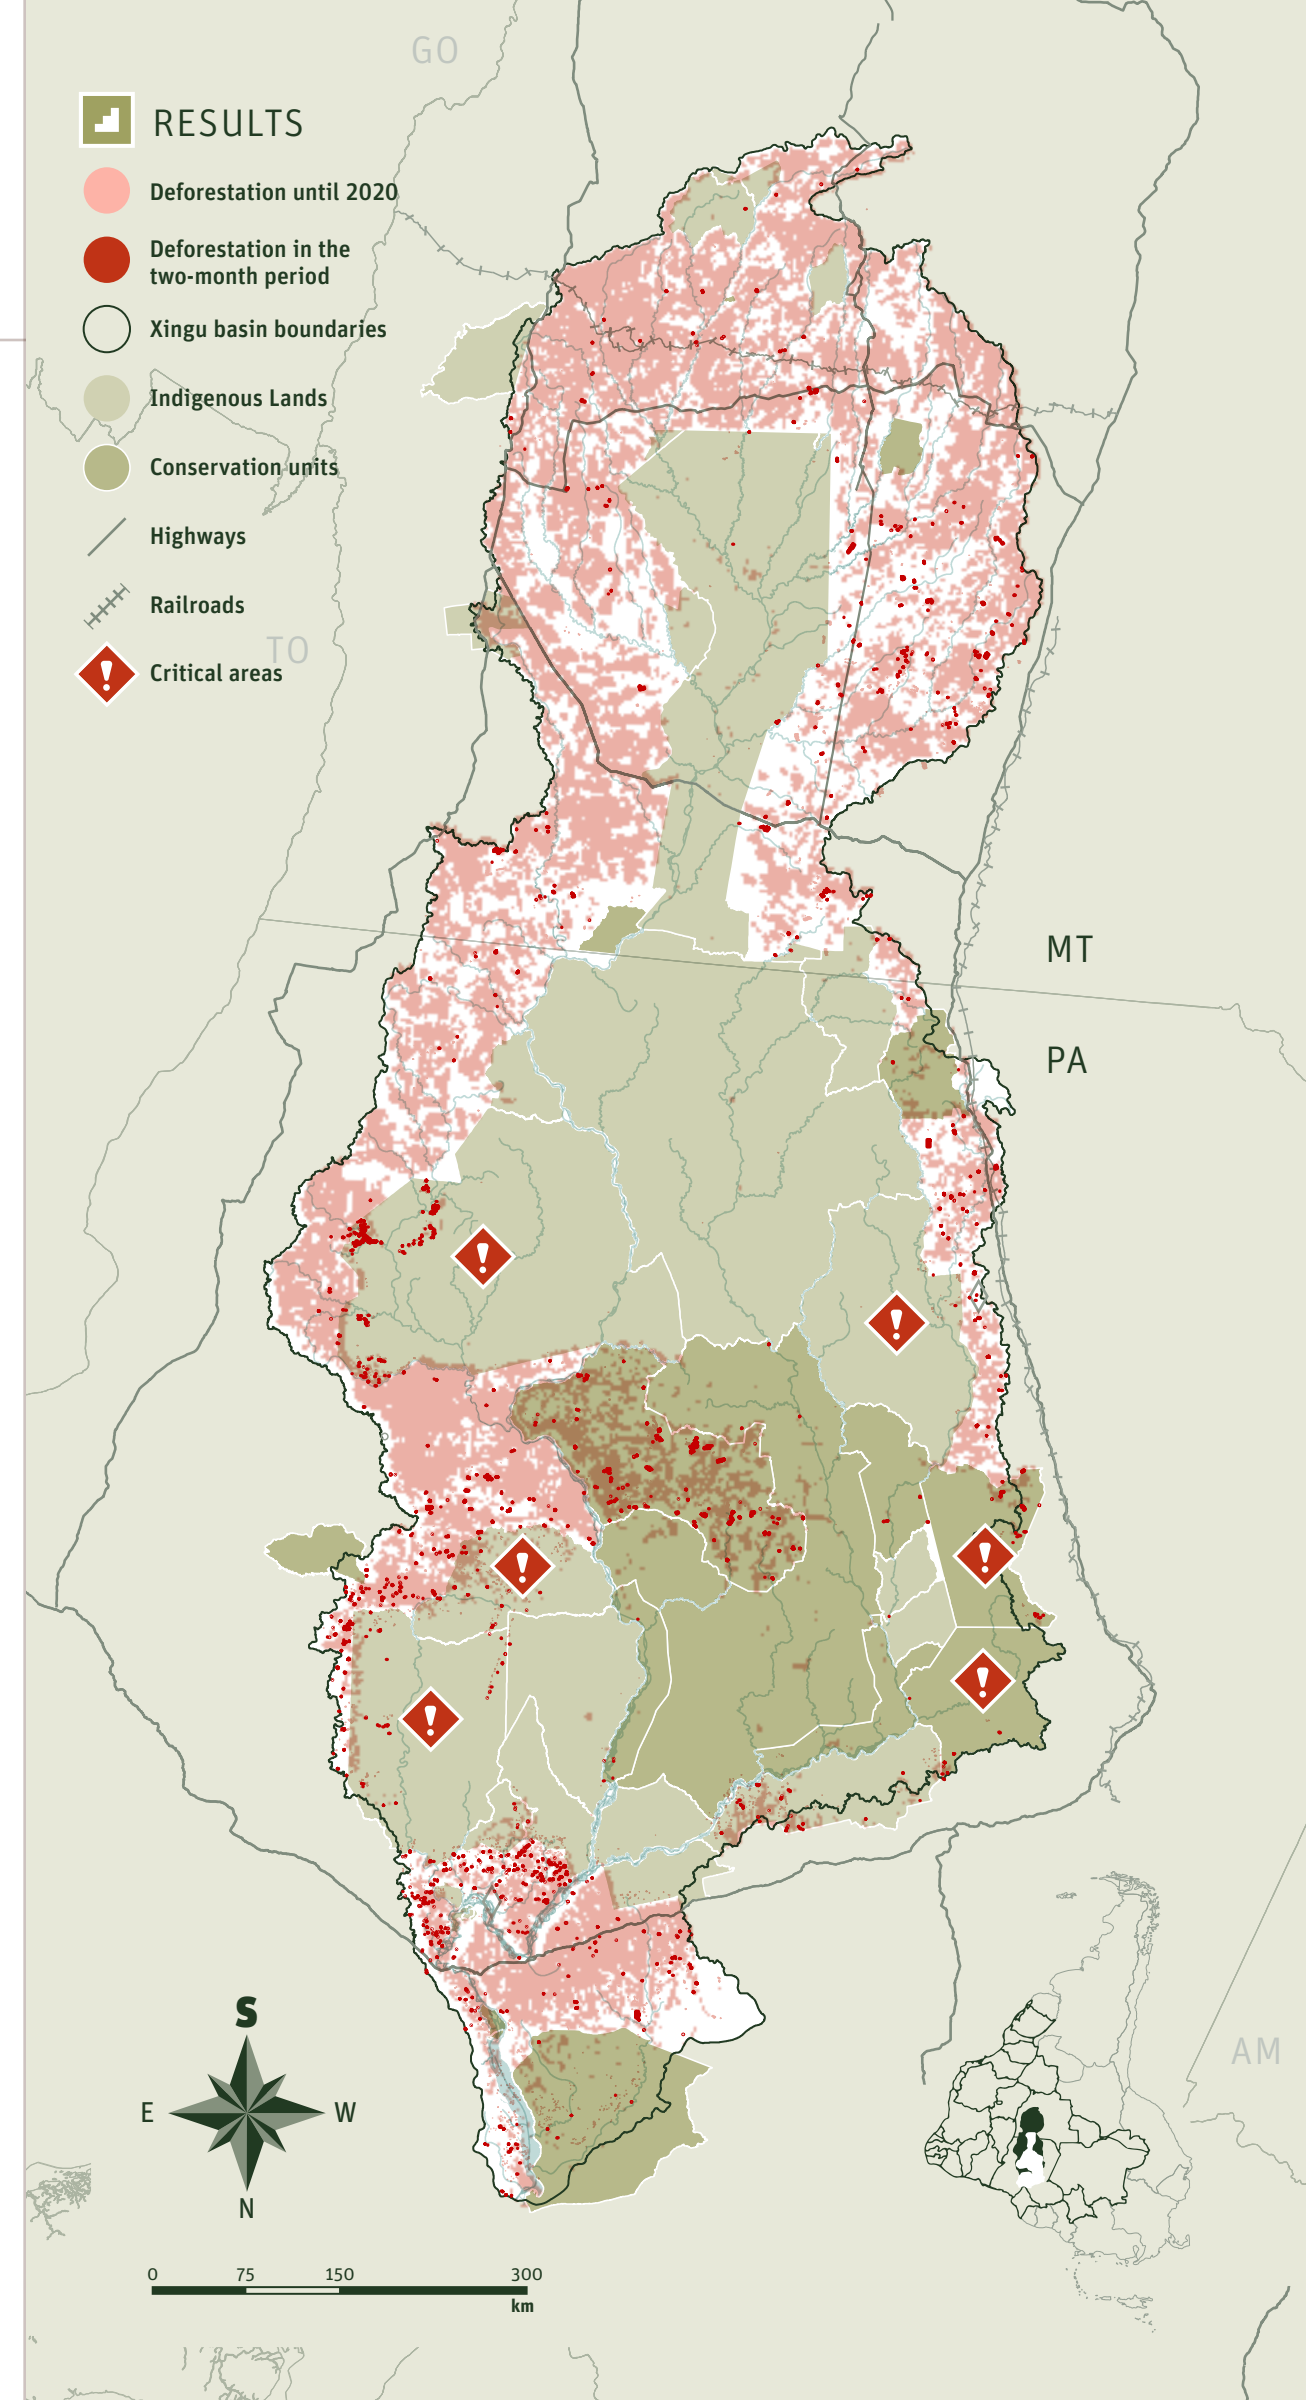 GO
RESULTS
Deforestation until 2020
Deforestation in the
two-month period
Xingu basin boundaries
Indigenous Lands
Conservation units
Highways
Railroads
TO
Critical areas
MT
PA
S
E
W
N
AM
0 75 150 300
km